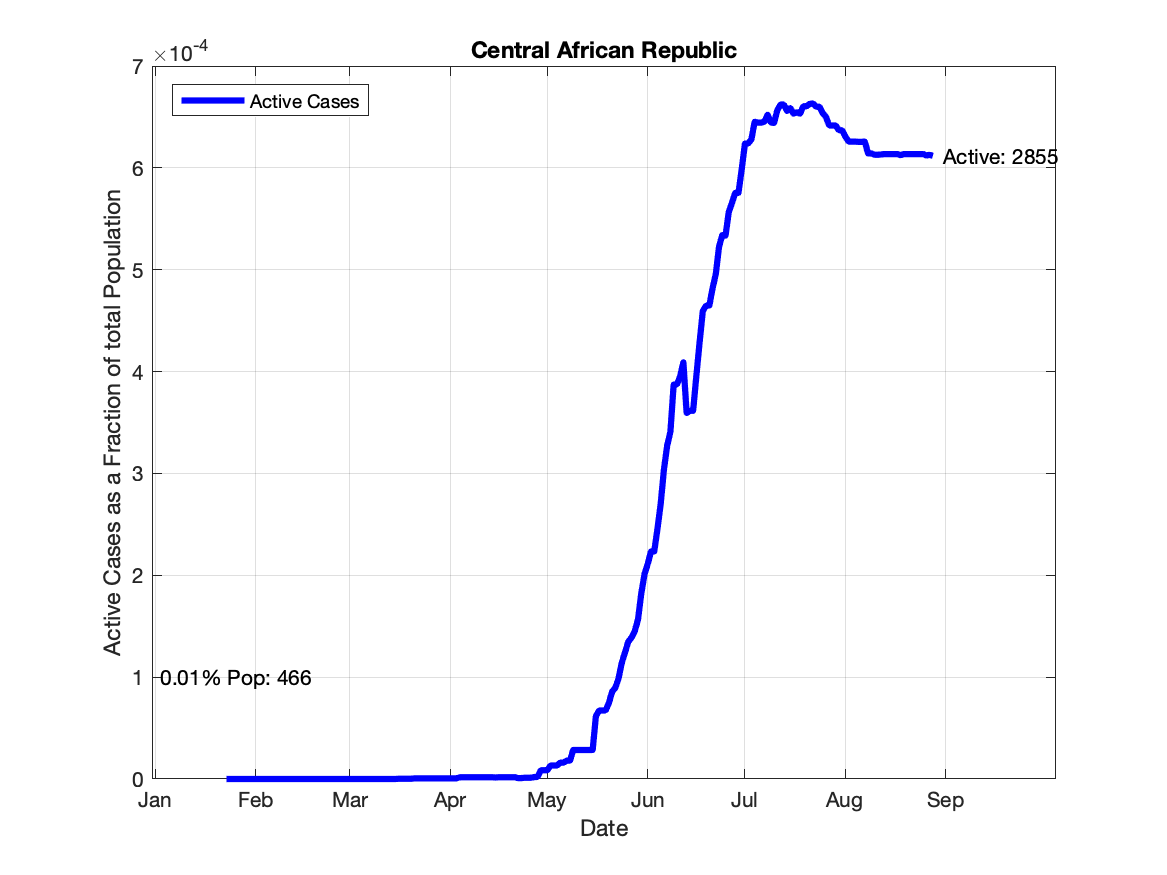 Central African Republic
×10-4
7
6
5
4
3
2
1
0
Active Cases as a Fraction of total Population
Active Cases
Active: 2855
0.01% Pop: 466
Jan Feb Mar Apr May Jun Jul Aug Sep
Date